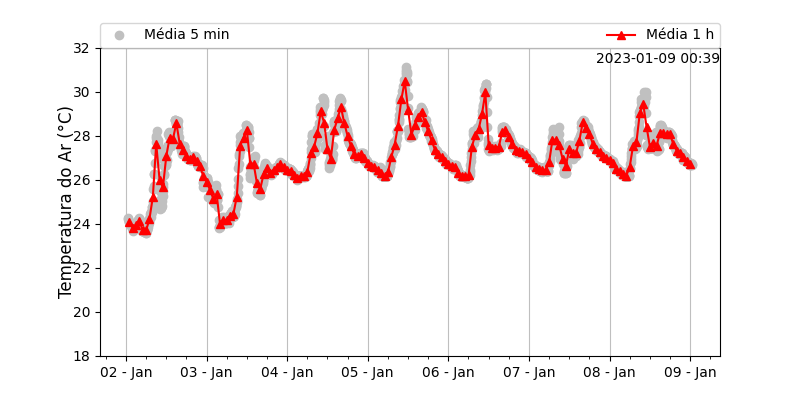 Média 5 min
Média 1 h
2023-01-09 00:39
Temperatura do Ar (°C)
32
30
28
26
24
22
20
18
02 - Jan
03 - Jan
04 - Jan
05 - Jan
06 - Jan
07 - Jan
08 - Jan
09 - Jan